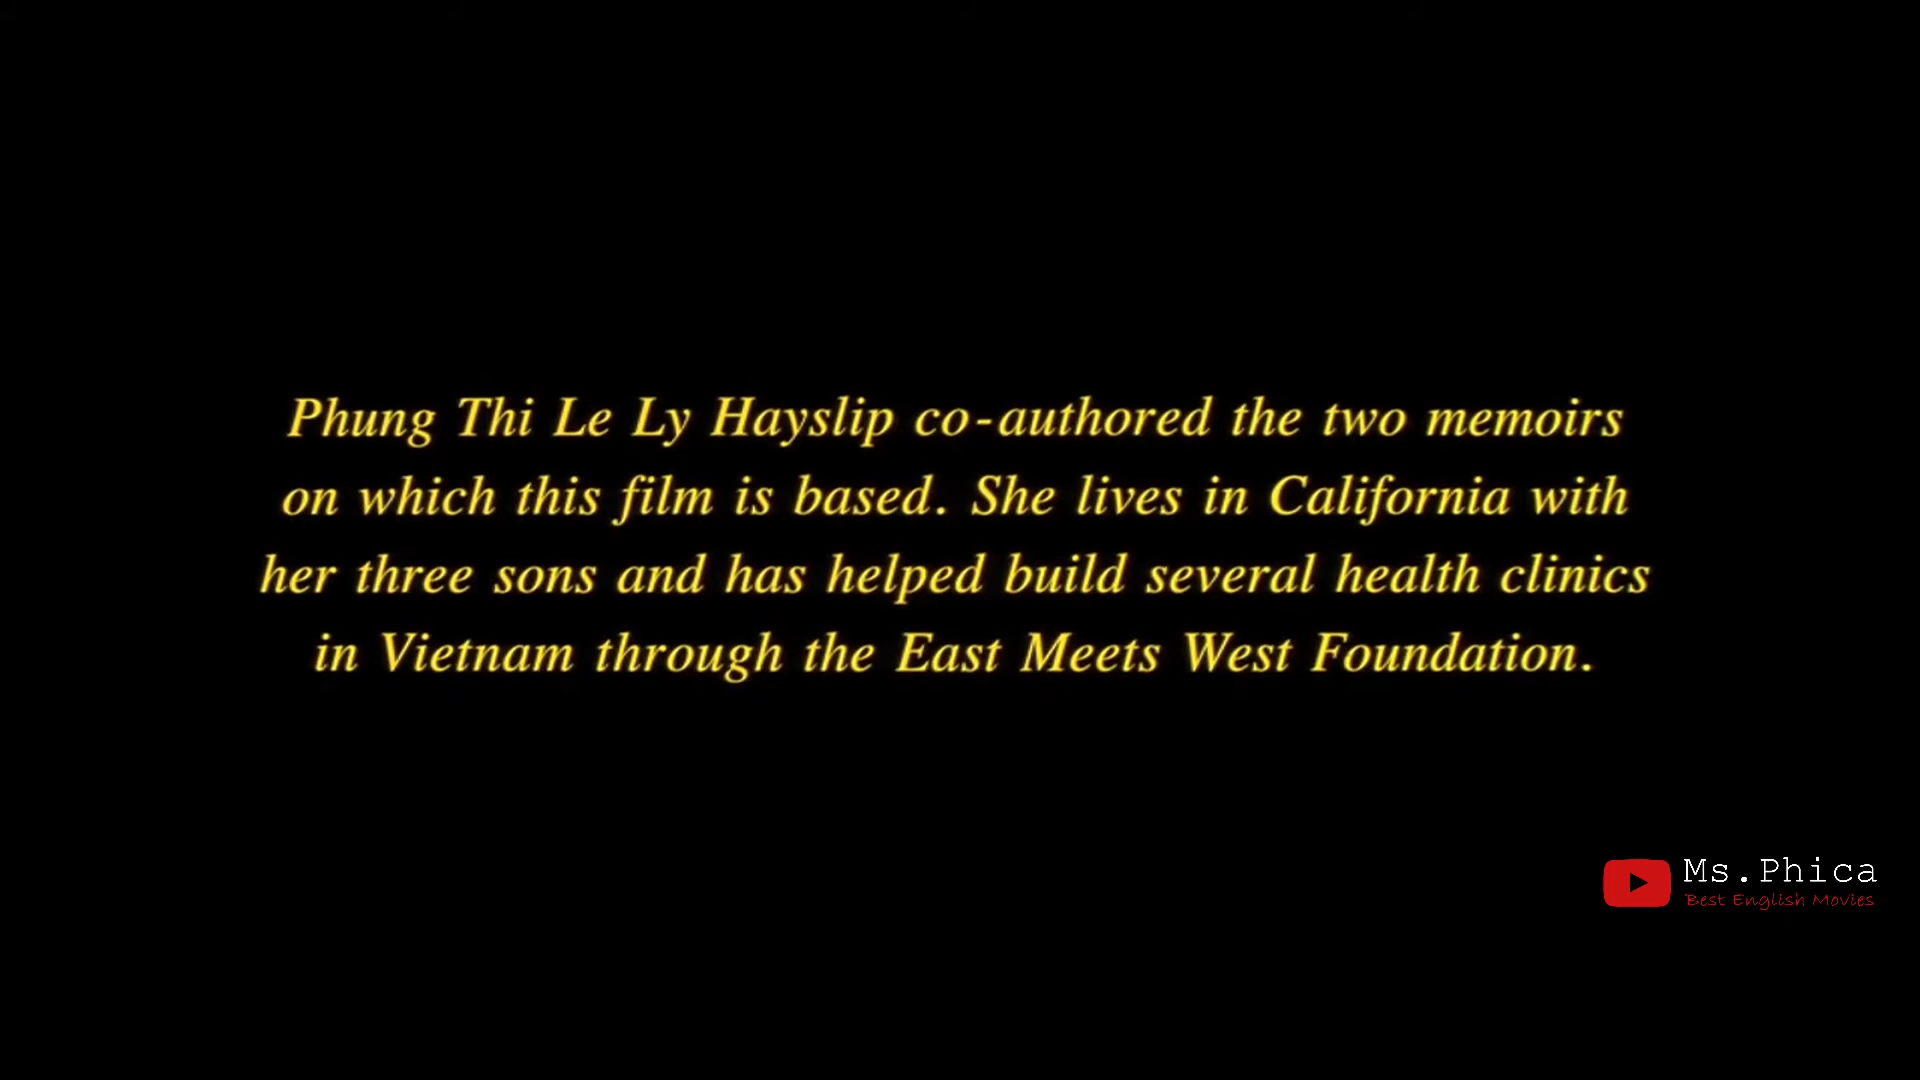 Phung Thi Le Ly Hayslip co-authored the two memoirs
on which this film is based. She lives in California with
her three sons and has helped build several health clinics
in Vietnam through the East Meets West Foundation.
Ms.Phica
Best English Movies